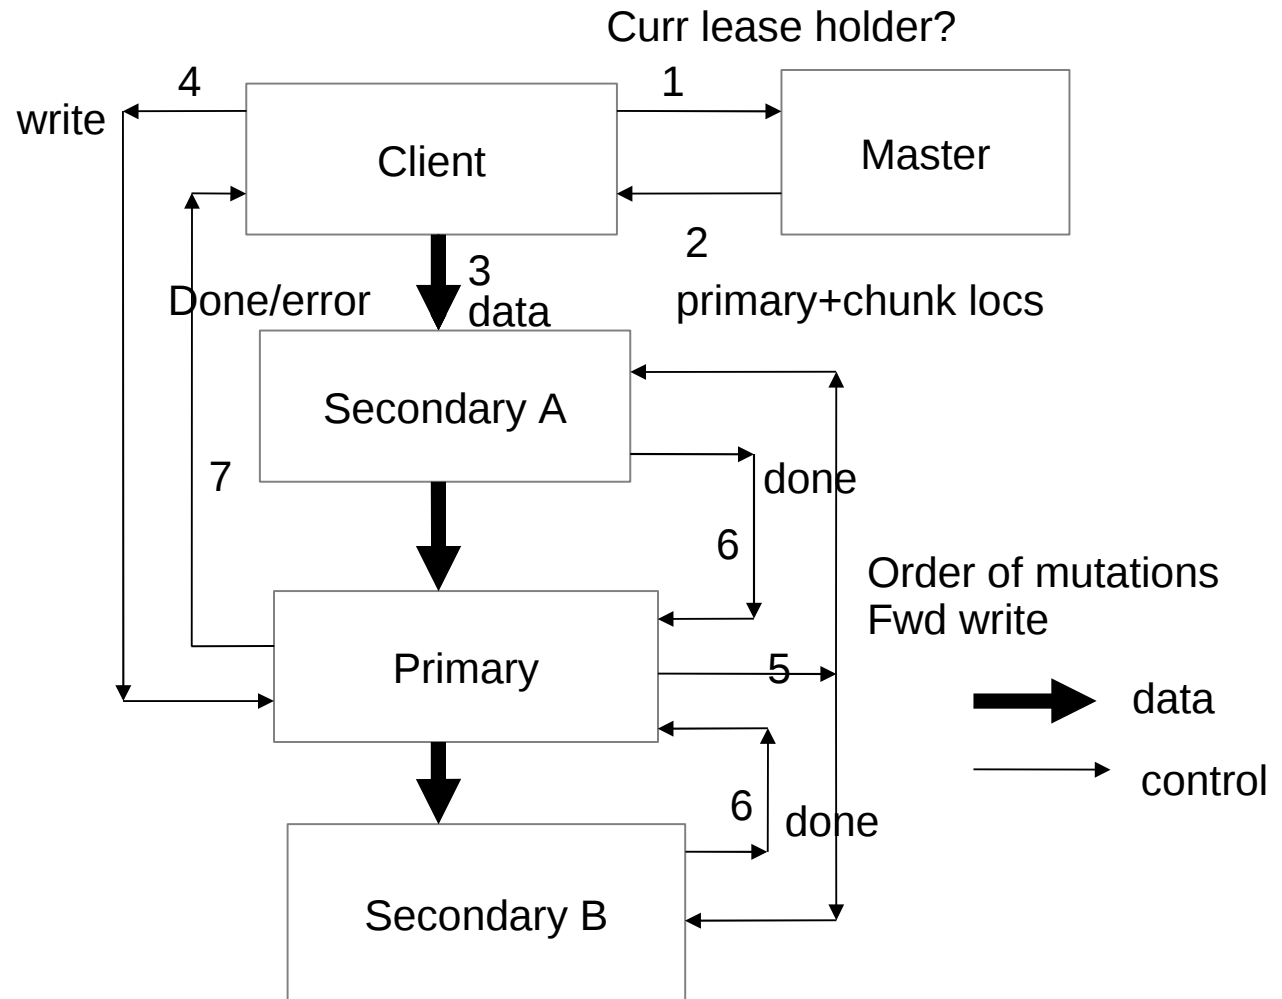 Curr lease holder?
4
1
write
Client
Master
2
3
data
Done/error
primary+chunk locs
Secondary A
7
done
6
Order of mutations
Fwd write
Primary
5
data
control
6
done
Secondary B